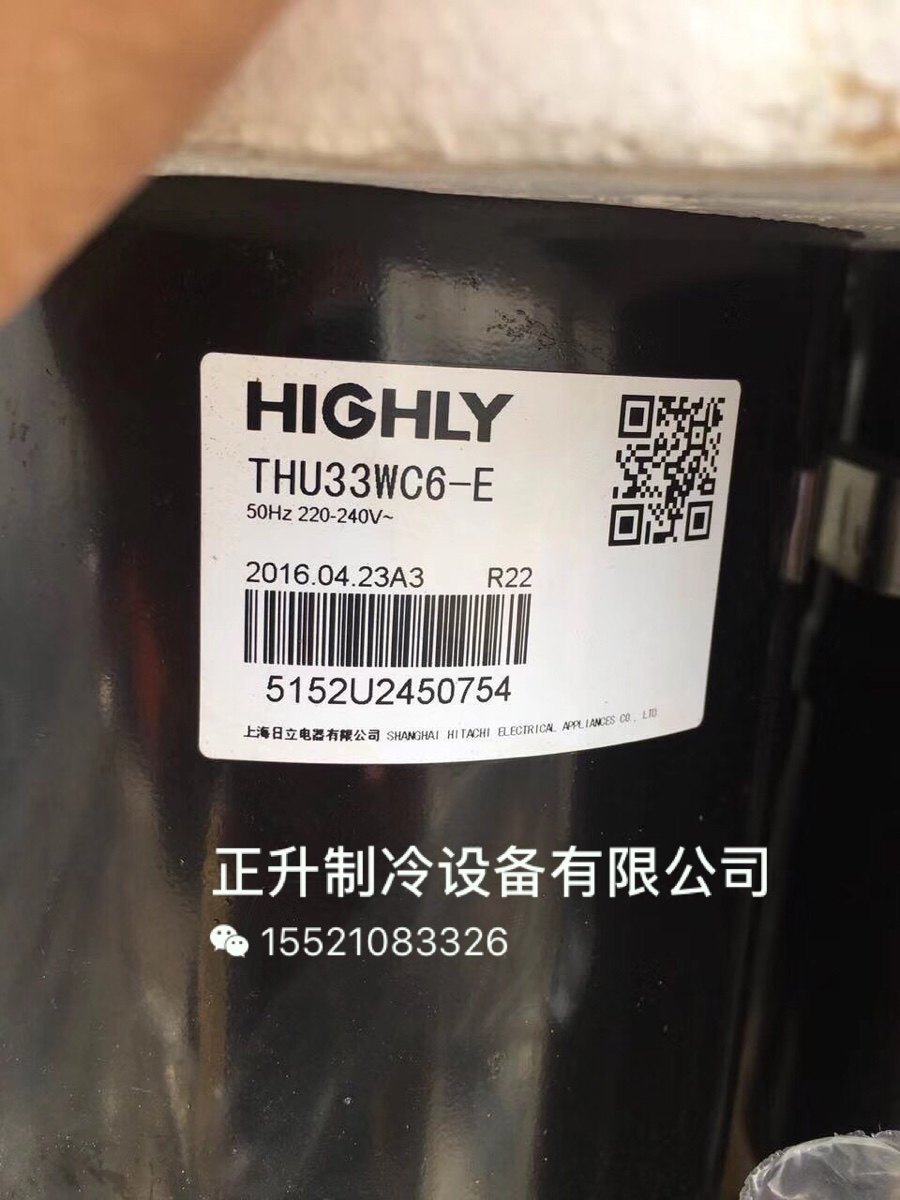 HIGHLY
THU33WC6-E
50Hz 220-240V~
2016.04.23A3 R22
5152U2450754
上海日立电器有限公司 SHANGHAI HITACHI ELECTRICAL APPLIANCES CO., LTD
正升制冷设备有限公司
15521083326